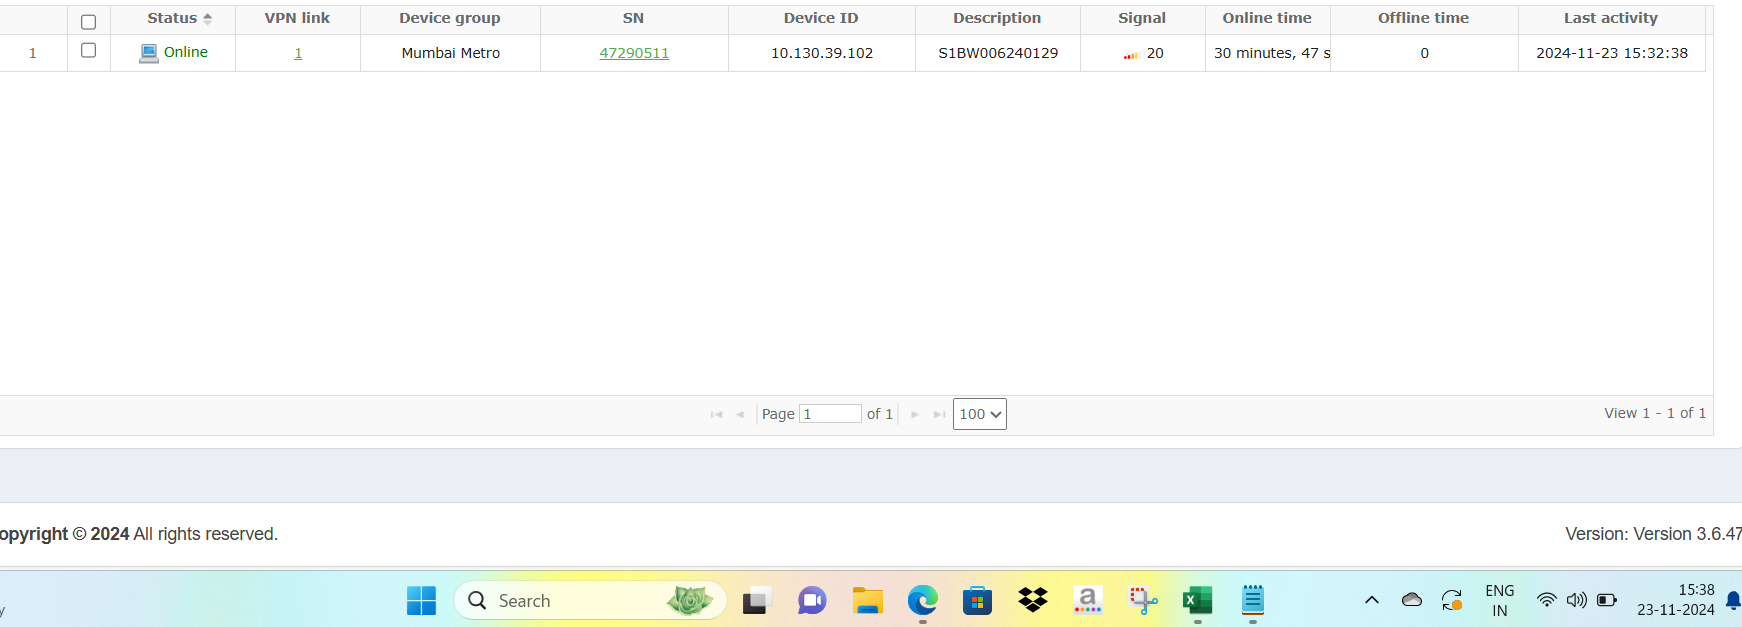 Status VPN link Device group SN Device ID Description Signal Online time Offline time Last activity
1 Online 1 Mumbai Metro 47290511 10.130.39.102 S1BW006240129 20 30 minutes, 47 s 0 2024-11-23 15:32:38
Page 1 of 1 100 View 1 - 1 of 1
opyright © 2024 All rights reserved. Version: Version 3.6.47
Search
ENG
IN
15:38
23-11-2024